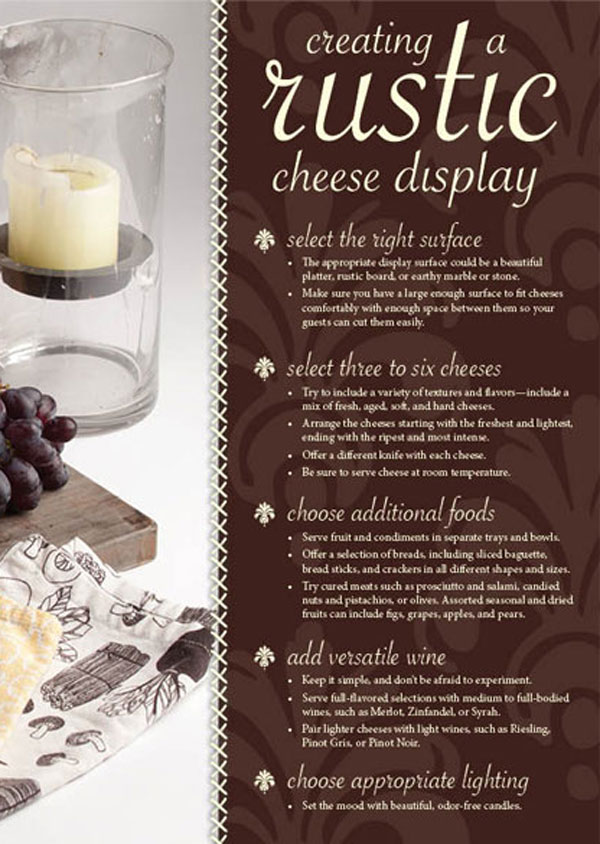 creating a
rustic
cheese display
select the right surface
• The appropriate display surface could be a beautiful
platter, rustic board, or earthy marble or stone.
• Make sure you have a large enough surface to fit cheeses
comfortably with enough space between them so your
guests can cut them easily.
select three to six cheeses
• Try to include a variety of textures and flavors—include a
mix of fresh, aged, soft, and hard cheeses.
• Arrange the cheeses starting with the freshest and lightest,
ending with the ripest and most intense.
• Offer a different knife with each cheese.
• Be sure to serve cheese at room temperature.
choose additional foods
• Serve fruit and condiments in separate trays and bowls.
• Offer a selection of breads, including sliced baguette,
bread sticks, and crackers in all different shapes and sizes.
• Try cured meats such as prosciutto and salami, candied
nuts and pistachios, or olives. Assorted seasonal and dried
fruits can include figs, grapes, apples, and pears.
add versatile wine
• Keep it simple, and don't be afraid to experiment.
• Serve full-flavored selections with medium to full-bodied
wines, such as Merlot, Zinfandel, or Syrah.
• Pair lighter cheeses with light wines, such as Riesling,
Pinot Gris, or Pinot Noir.
choose appropriate lighting
• Set the mood with beautiful, odor-free candles.